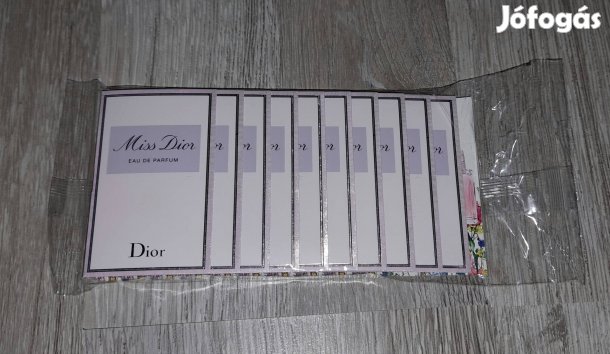 Jófogás
Miss Dior
EAU DE PARFUM
Dior